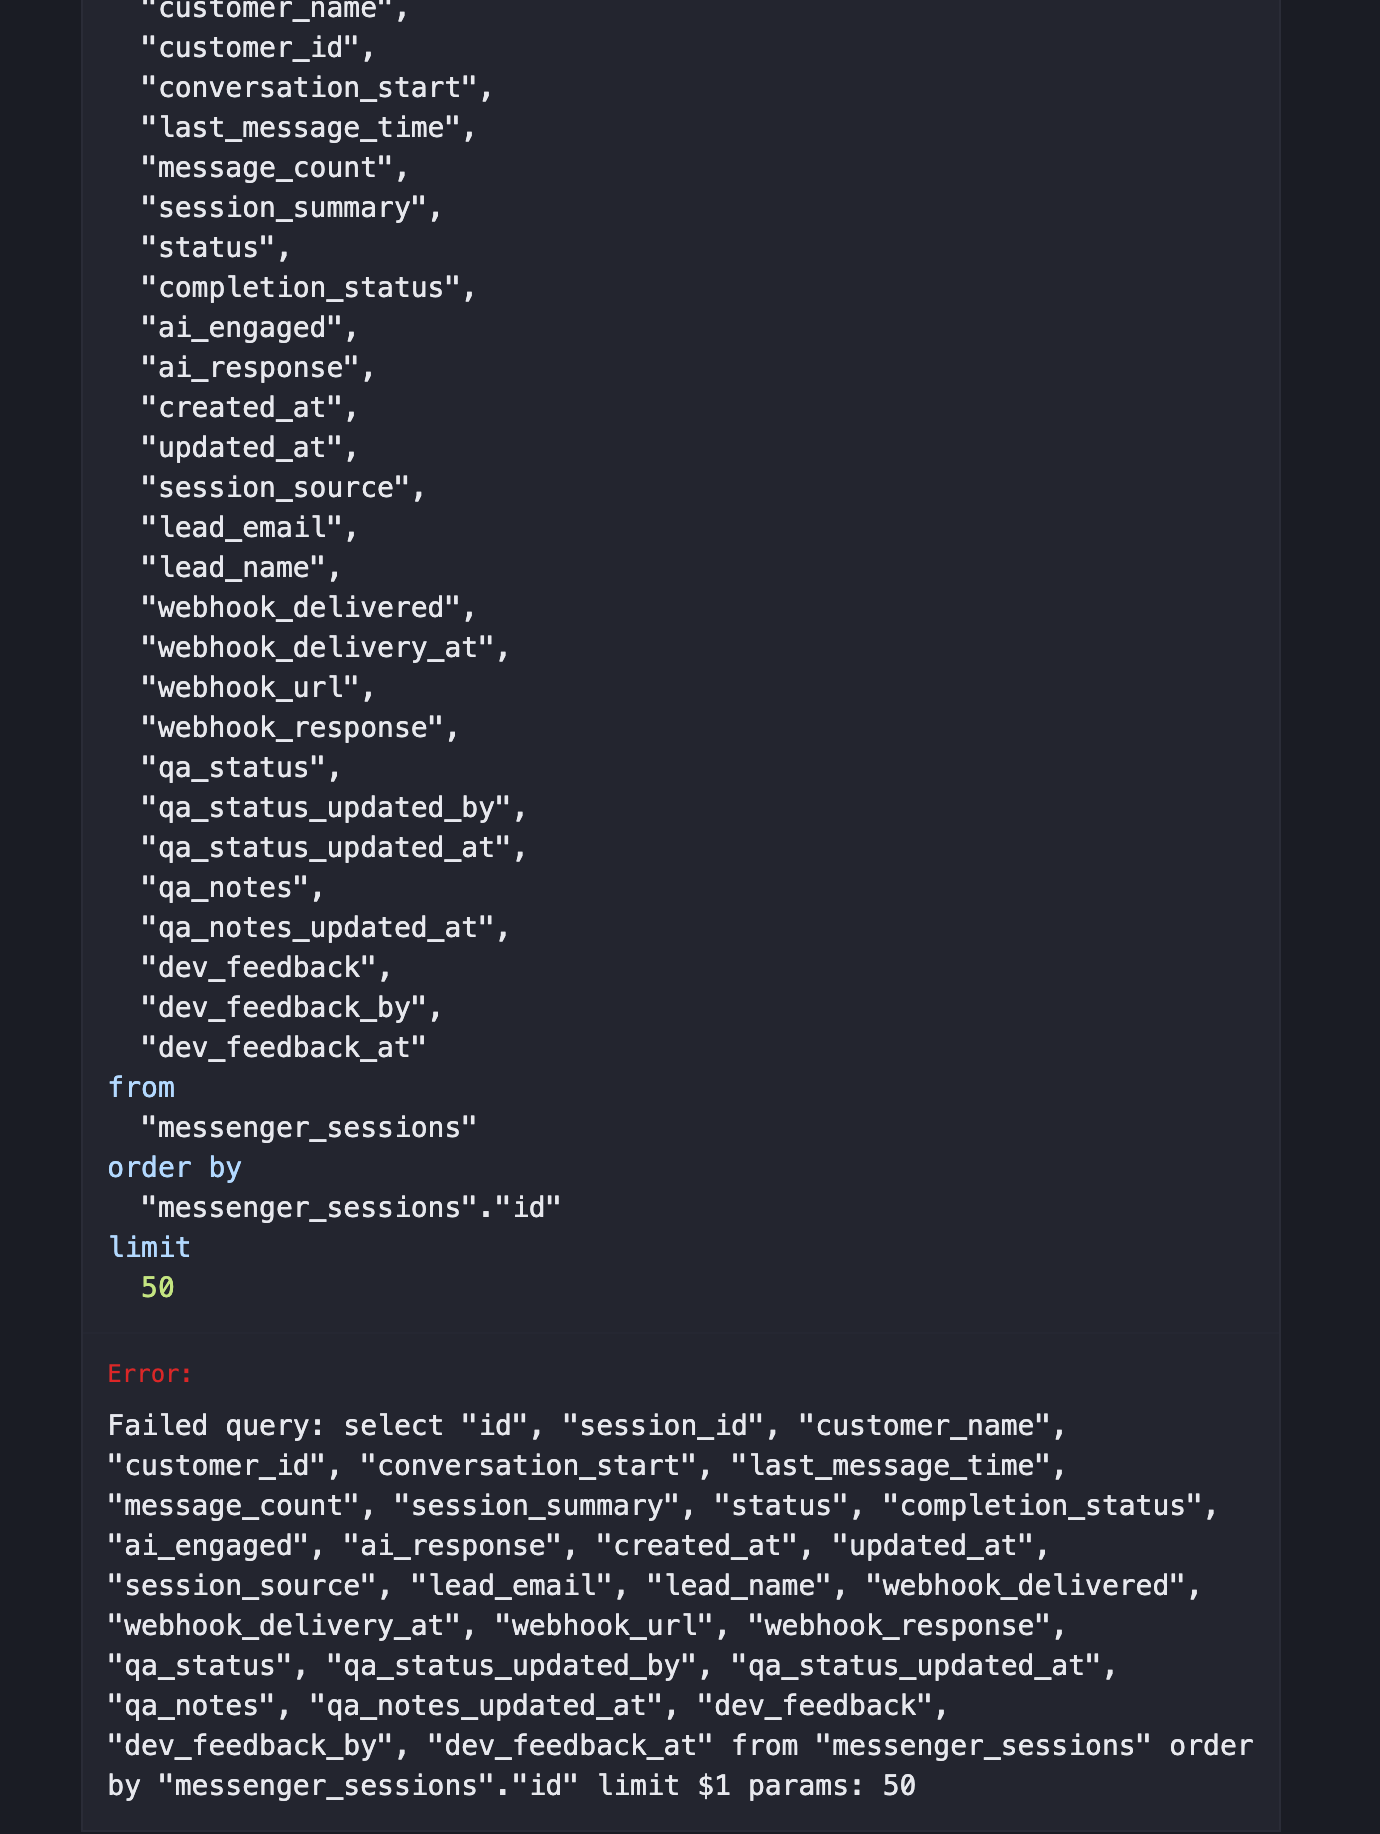 "customer_name",
"customer_id",
"conversation_start",
"last_message_time",
"message_count",
"session_summary",
"status",
"completion_status",
"ai_engaged",
"ai_response",
"created_at",
"updated_at",
"session_source",
"lead_email",
"lead_name",
"webhook_delivered",
"webhook_delivery_at",
"webhook_url",
"webhook_response",
"qa_status",
"qa_status_updated_by",
"qa_status_updated_at",
"qa_notes",
"qa_notes_updated_at",
"dev_feedback",
"dev_feedback_by",
"dev_feedback_at"
from
"messenger_sessions"
order by
"messenger_sessions"."id"
limit
50
Error:
Failed query: select "id", "session_id", "customer_name",
"customer_id", "conversation_start", "last_message_time",
"message_count", "session_summary", "status", "completion_status",
"ai_engaged", "ai_response", "created_at", "updated_at",
"session_source", "lead_email", "lead_name", "webhook_delivered",
"webhook_delivery_at", "webhook_url", "webhook_response",
"qa_status", "qa_status_updated_by", "qa_status_updated_at",
"qa_notes", "qa_notes_updated_at", "dev_feedback",
"dev_feedback_by", "dev_feedback_at" from "messenger_sessions" order
by "messenger_sessions"."id" limit $1 params: 50